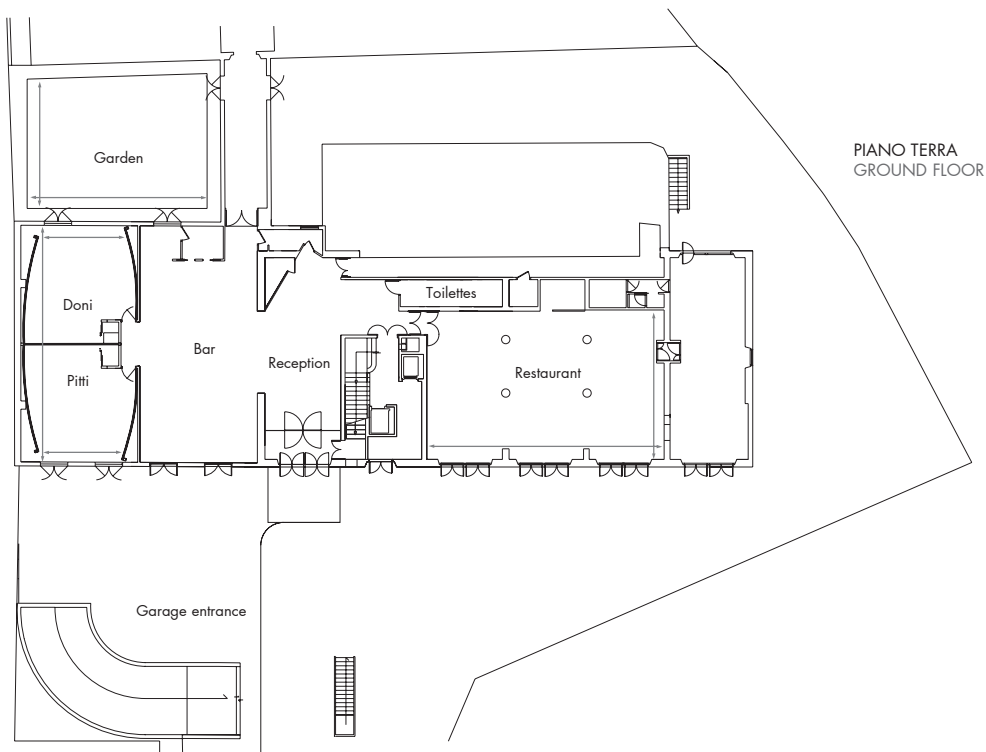 Garden
PIANO TERRA
GROUND FLOOR
Doni
Toilettes
Bar
Reception
Restaurant
Pitti
Garage entrance